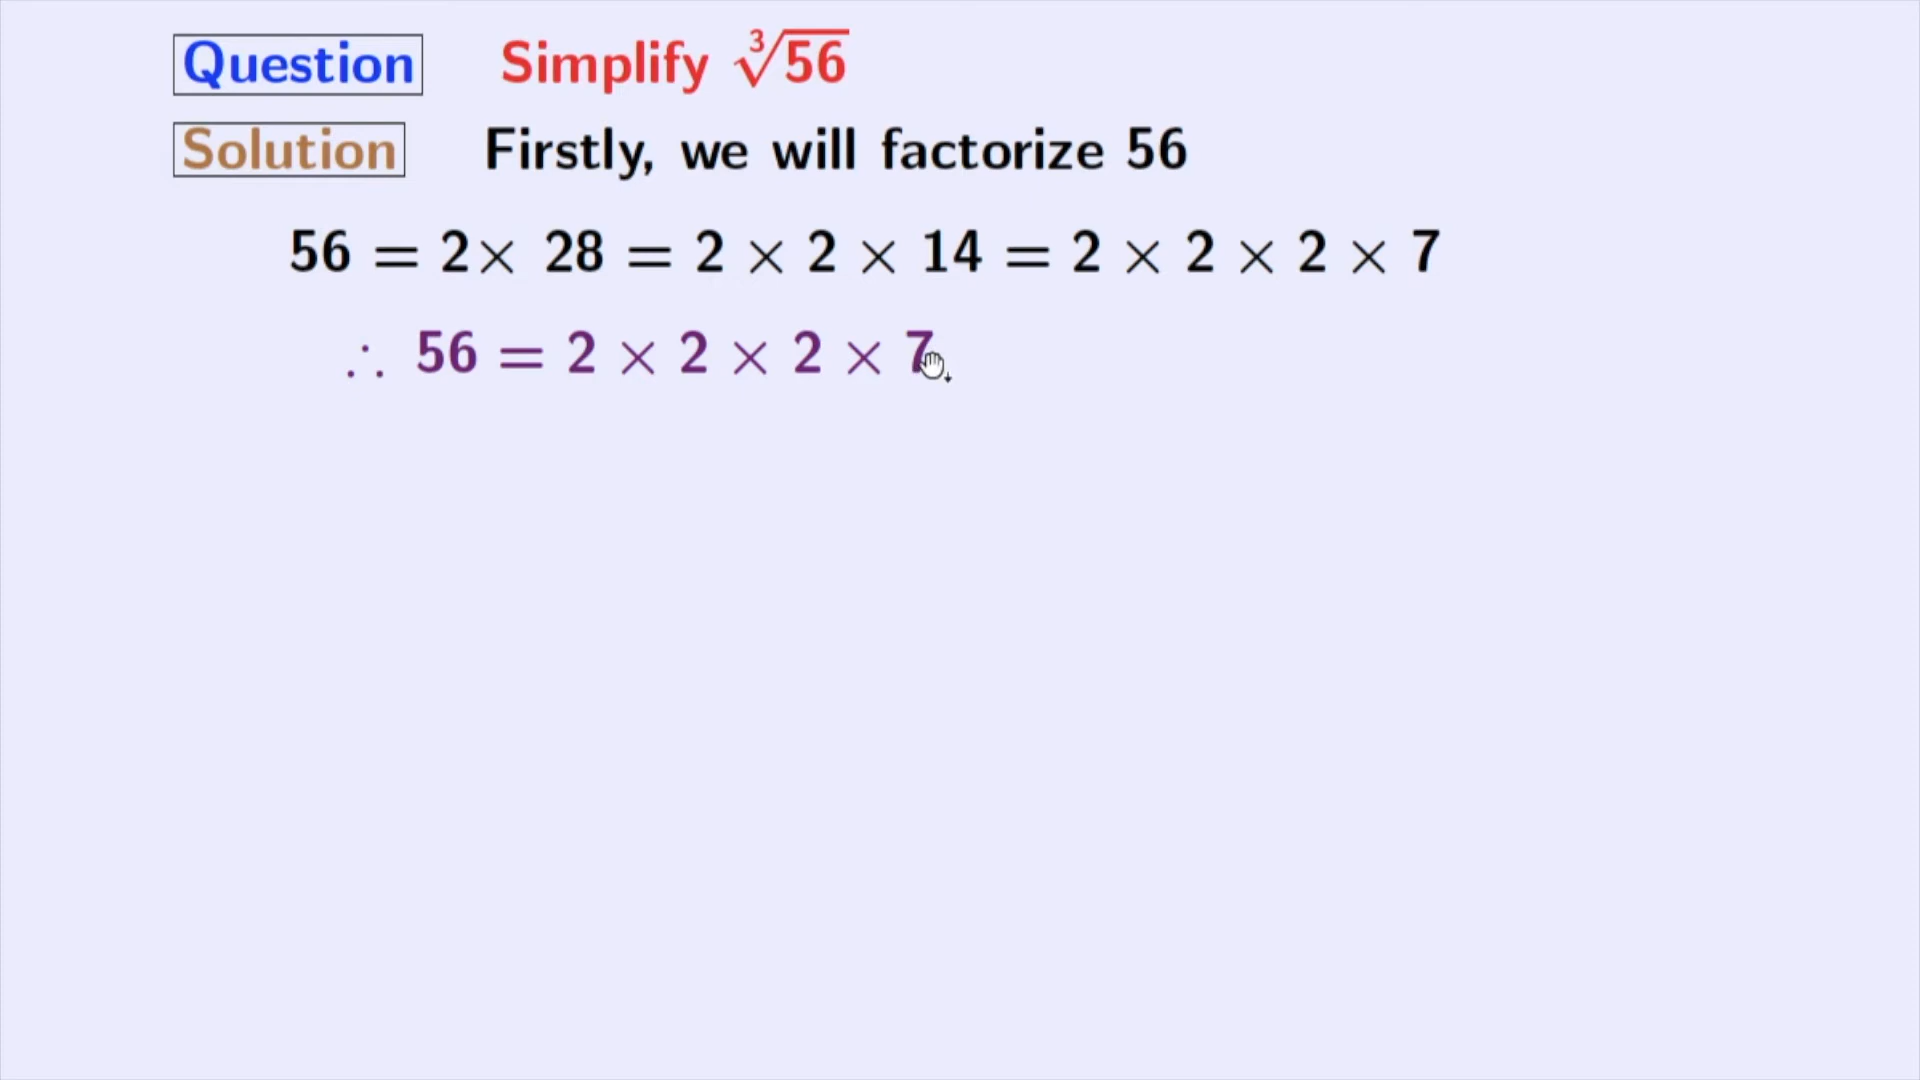 Question Simplify ∛56
Solution Firstly, we will factorize 56
56 = 2× 28 = 2 × 2 × 14 = 2 × 2 × 2 × 7
∴ 56 = 2 × 2 × 2 × 7